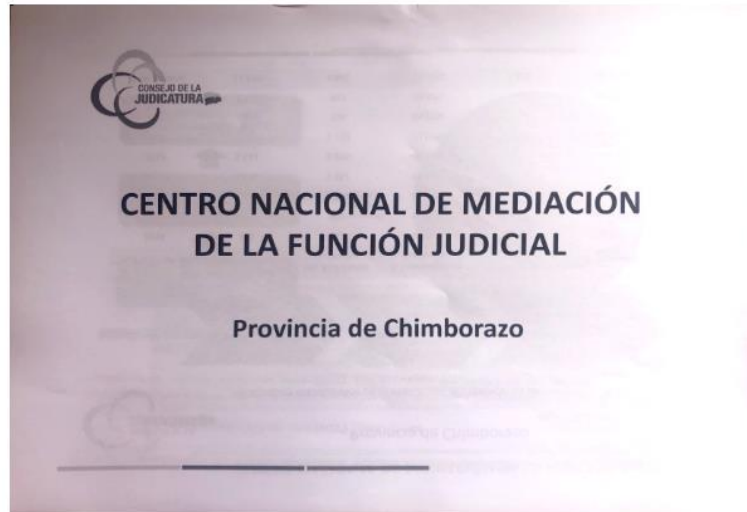 CONSEJO DE LA
JUDICATURA
CENTRO NACIONAL DE MEDIACIÓN
DE LA FUNCIÓN JUDICIAL
Provincia de Chimborazo